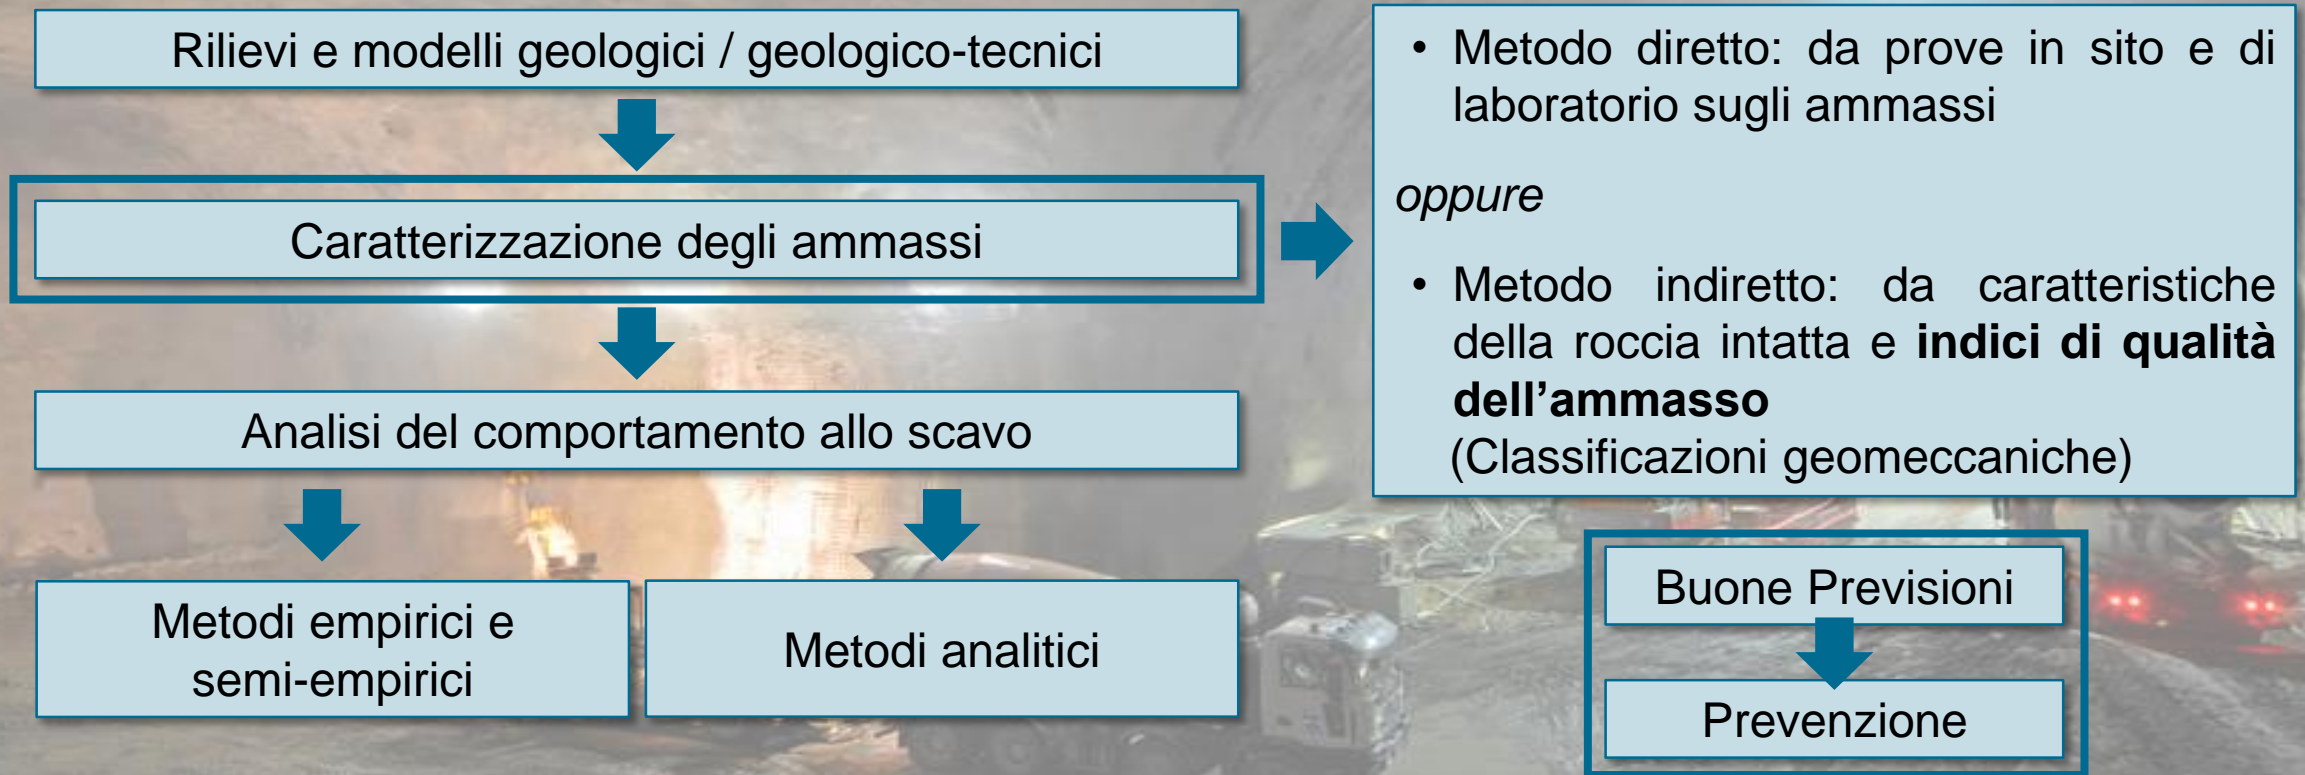 Rilievi e modelli geologici / geologico-tecnici
Caratterizzazione degli ammassi
Analisi del comportamento allo scavo
Metodi empirici e
semi-empirici
Metodi analitici
• Metodo diretto: da prove in sito e di
laboratorio sugli ammassi
oppure
• Metodo indiretto: da caratteristiche
della roccia intatta e indici di qualità
dell’ammasso
(Classificazioni geomeccaniche)
Buone Previsioni
Prevenzione